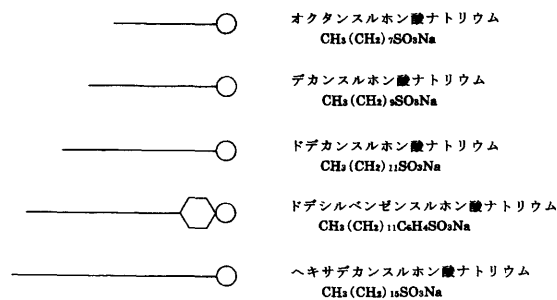 オクタンスルホン酸ナトリウム
CH₃(CH₂)₇SO₃Na
デカンスルホン酸ナトリウム
CH₃(CH₂)₉SO₃Na
ドデカンスルホン酸ナトリウム
CH₃(CH₂)₁₁SO₃Na
ドデシルベンゼンスルホン酸ナトリウム
CH₃(CH₂)₁₁C₆H₄SO₃Na
ヘキサデカンスルホン酸ナトリウム
CH₃(CH₂)₁₅SO₃Na